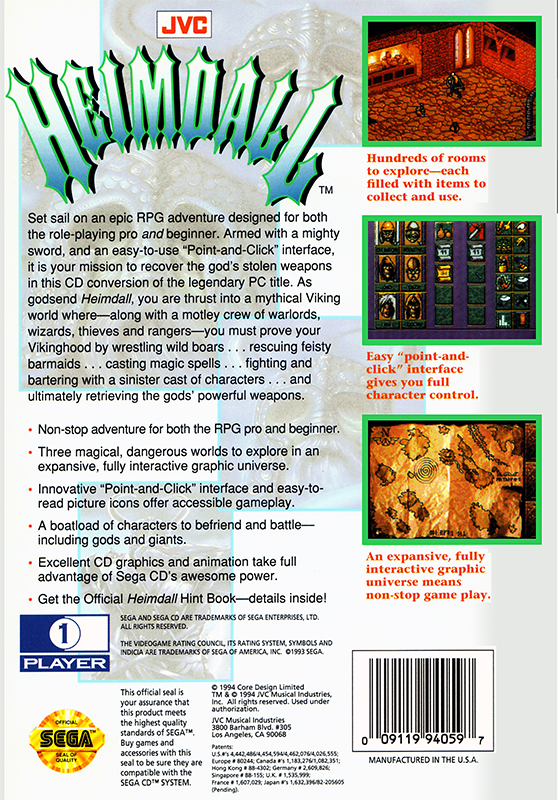 JVC
HEIMDALL
TM
Set sail on an epic RPG adventure designed for both
the role-playing pro and beginner. Armed with a mighty
sword, and an easy-to-use "Point-and-Click" interface,
it is your mission to recover the god's stolen weapons
in this CD conversion of the legendary PC title. As
godsend Heimdall, you are thrust into a mythical Viking
world where—along with a motley crew of warlords,
wizards, thieves and rangers—you must prove your
Vikinghood by wrestling wild boars . . . rescuing feisty
barmaids . . . casting magic spells . . . fighting and
bartering with a sinister cast of characters . . . and
ultimately retrieving the gods' powerful weapons.
• Non-stop adventure for both the RPG pro and beginner.
• Three magical, dangerous worlds to explore in an
expansive, fully interactive graphic universe.
• Innovative "Point-and-Click" interface and easy-to-
read picture icons offer accessible gameplay.
• A boatload of characters to befriend and battle—
including gods and giants.
• Excellent CD graphics and animation take full
advantage of Sega CD's awesome power.
• Get the Official Heimdall Hint Book—details inside!
Hundreds of rooms
to explore—each
filled with items to
collect and use.
Easy "point-and-
click" interface
gives you full
character control.
An expansive, fully
interactive graphic
universe means
non-stop game play.
1
PLAYER
SEGA AND SEGA CD ARE TRADEMARKS OF SEGA ENTERPRISES, LTD.
ALL RIGHTS RESERVED.
THE VIDEOGAME RATING COUNCIL, ITS RATING SYSTEM, SYMBOLS AND
INDICIA ARE TRADEMARKS OF SEGA OF AMERICA, INC. ©1993 SEGA.
OFFICIAL
SEGA
SEAL OF
QUALITY
This official seal is
your assurance that
this product meets
the highest quality
standards of SEGA™.
Buy games and
accessories with this
seal to be sure they are
compatible with the
SEGA CD™ SYSTEM.
© 1994 Core Design Limited
TM & © 1994 JVC Musical Industries,
Inc. All rights reserved. Used under
authorization.
JVC Musical Industries
3800 Barham Blvd. #305
Los Angeles, CA 90068
Patents:
U.S.#'s 4,442,486/4,454,594/4,462,076/4,026,555;
Europe # 80244; Canada #'s 1,183,276/1,082,351;
Hong Kong # 88-4302; Germany # 2,609,826;
Singapore # 88-155; U.K. # 1,535,999;
France # 1,607,029; Japan #'s 1,632,396/82-205605
(Pending).
0 09119 94059 7
MANUFACTURED IN THE U.S.A.